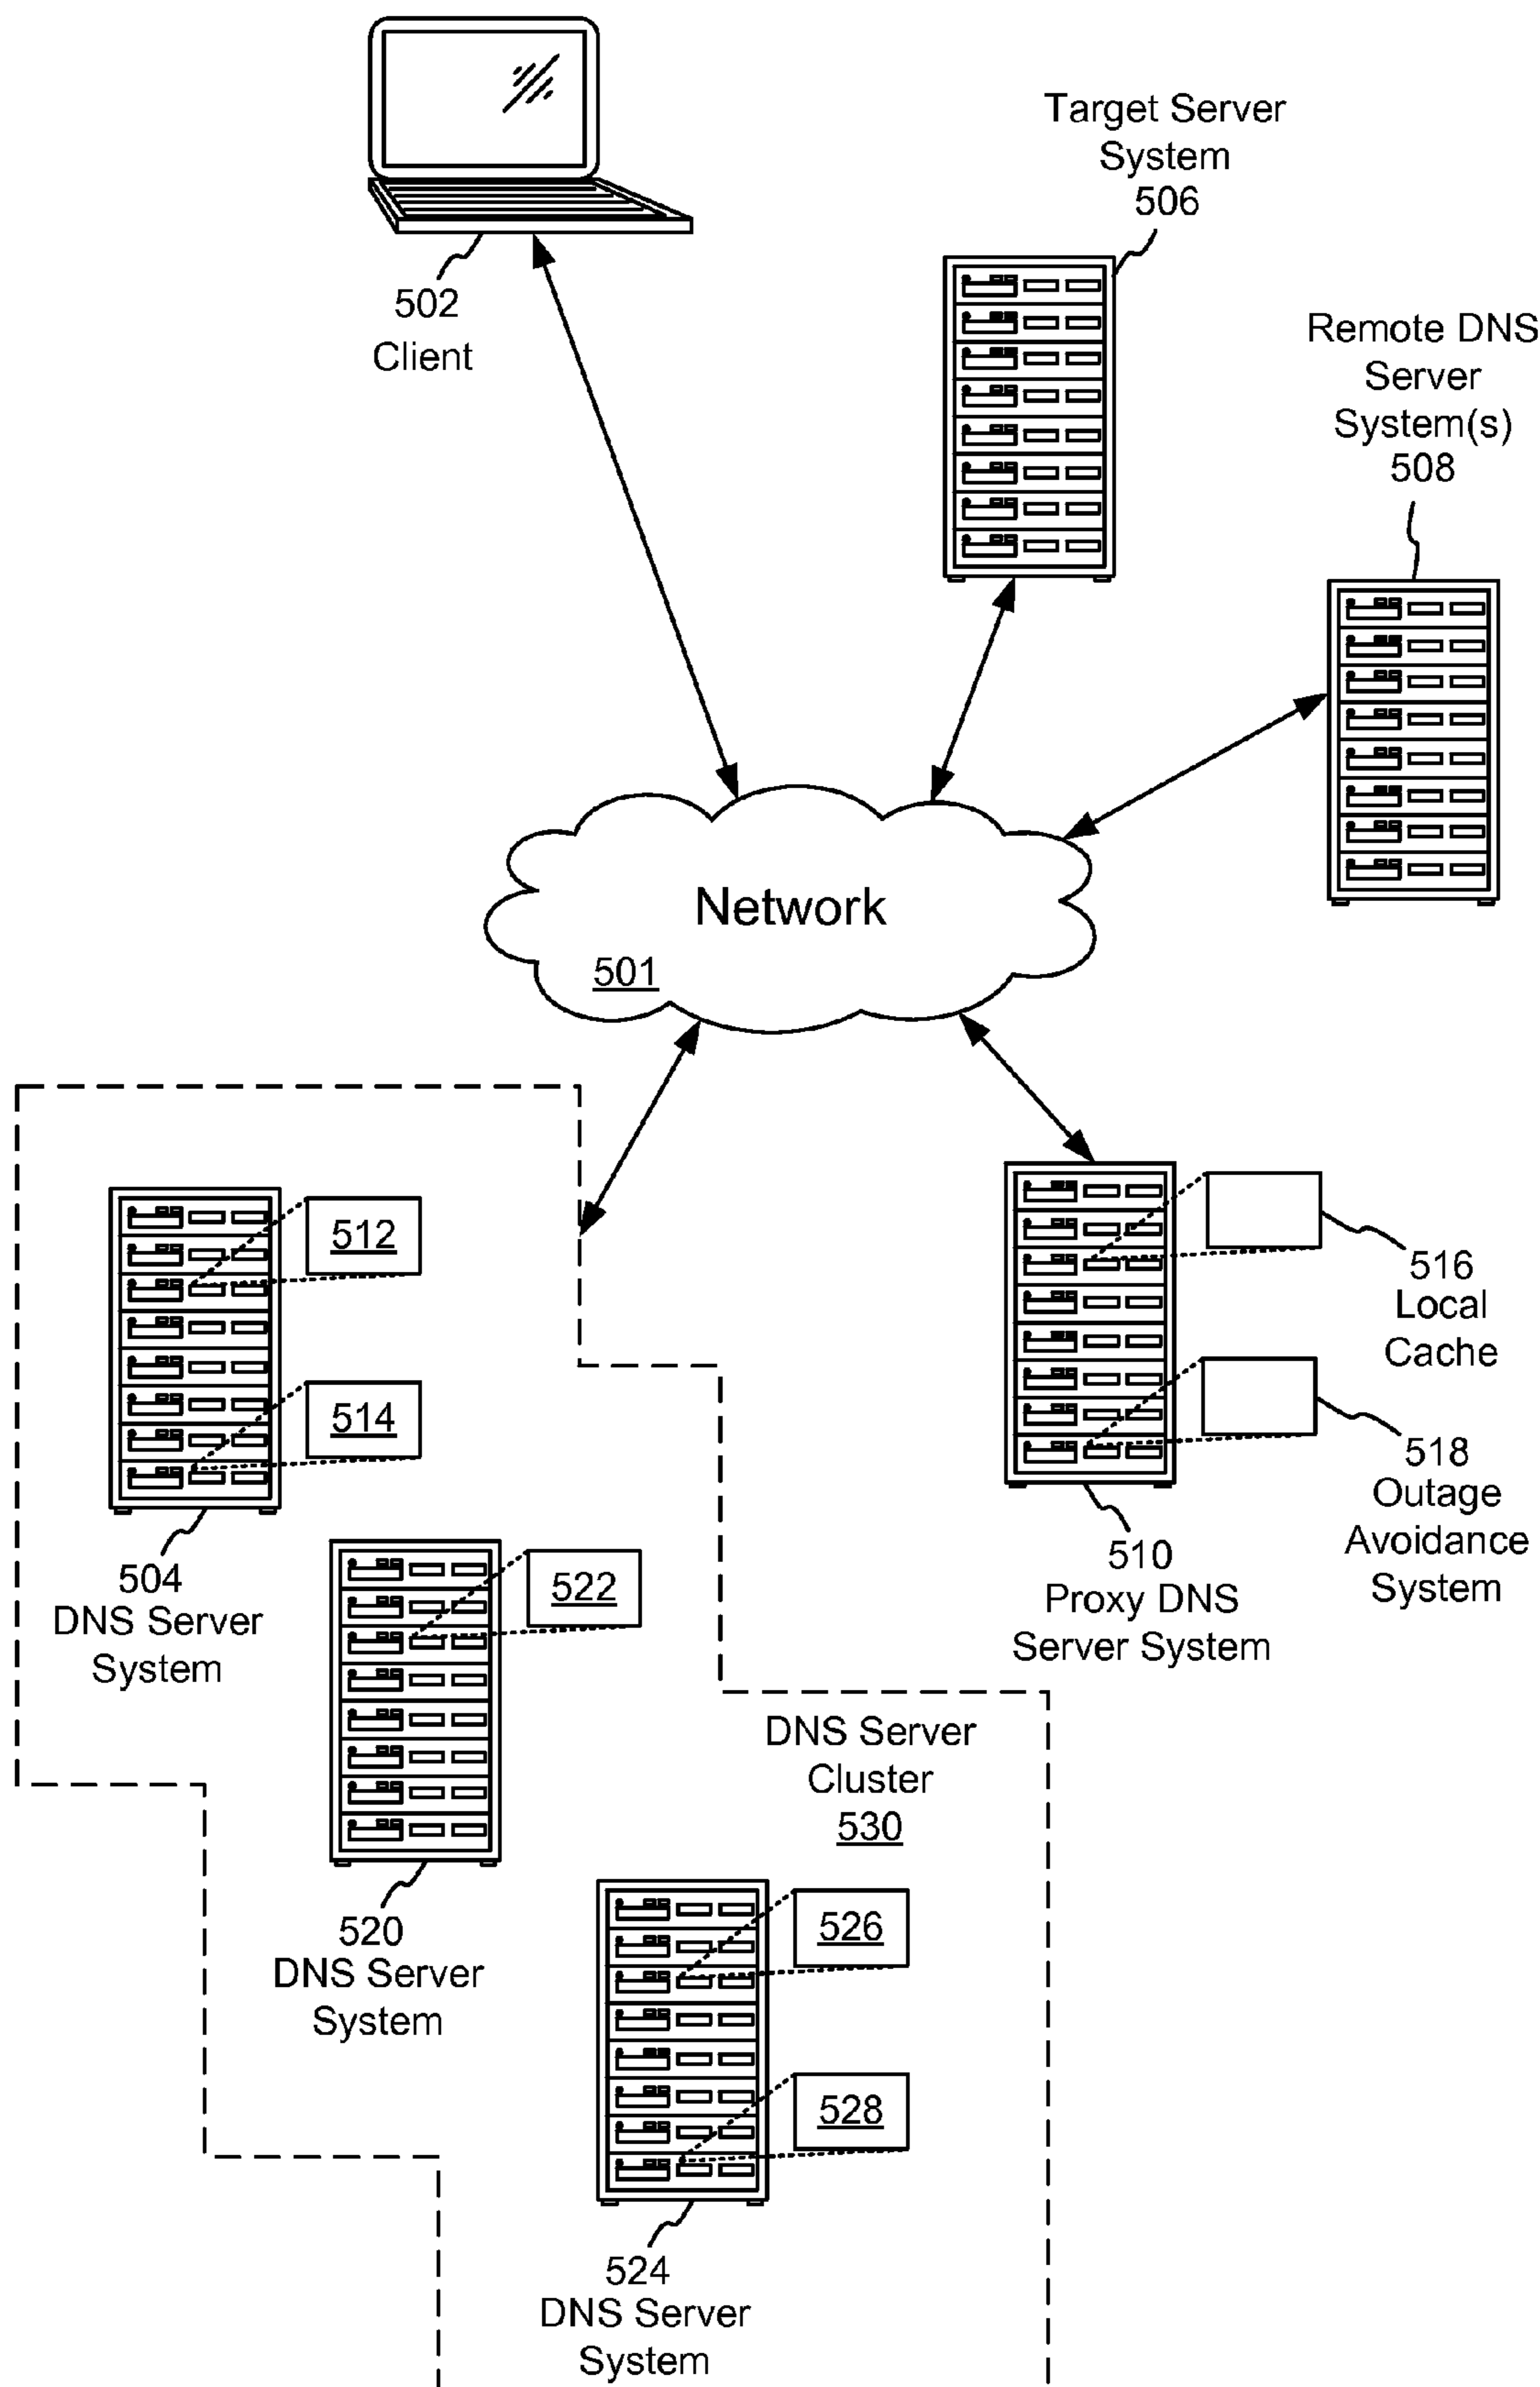 Target Server
System
506
502
Client
Remote DNS
Server
System(s)
508
Network
501
512
514
504
DNS Server
System
516
Local
Cache
518
Outage
Avoidance
System
510
Proxy DNS
Server System
522
520
DNS Server
System
DNS Server
Cluster
530
526
528
524
DNS Server
System